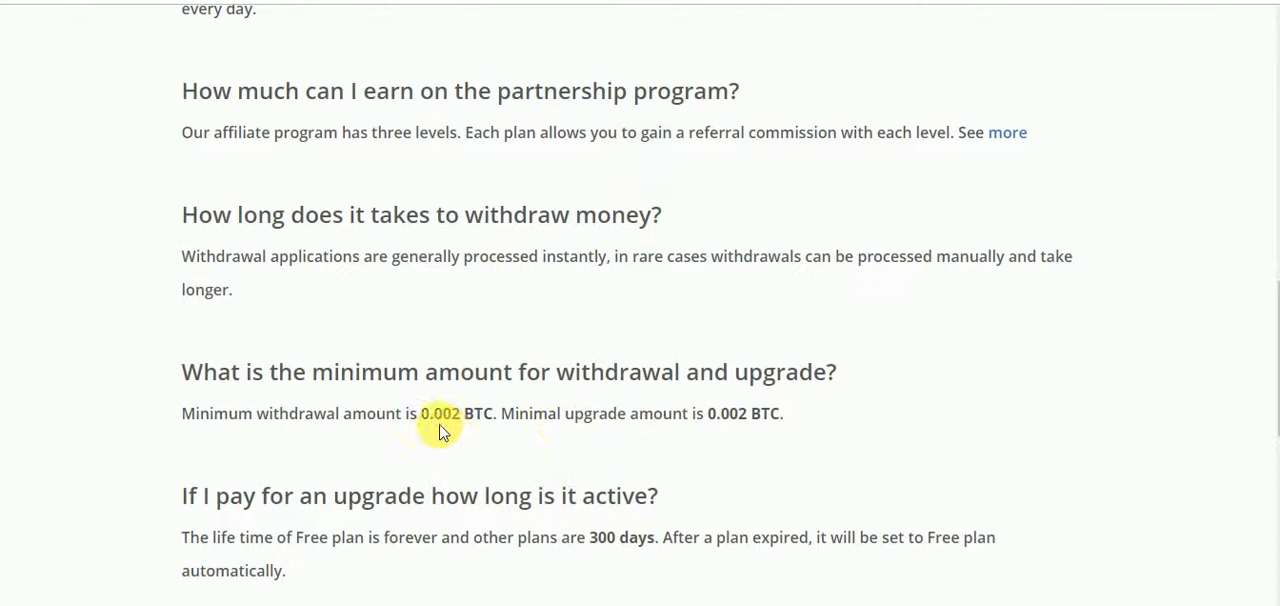 every day.
How much can I earn on the partnership program?
Our affiliate program has three levels. Each plan allows you to gain a referral commission with each level. See more
How long does it takes to withdraw money?
Withdrawal applications are generally processed instantly, in rare cases withdrawals can be processed manually and take
longer.
What is the minimum amount for withdrawal and upgrade?
Minimum withdrawal amount is 0.002 BTC. Minimal upgrade amount is 0.002 BTC.
If I pay for an upgrade how long is it active?
The life time of Free plan is forever and other plans are 300 days. After a plan expired, it will be set to Free plan
automatically.